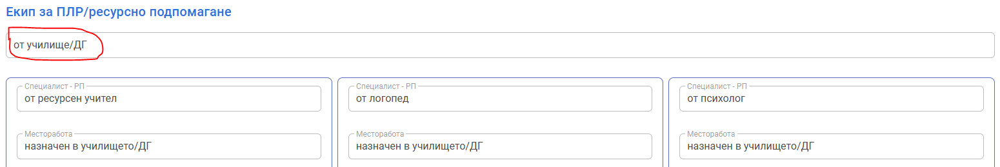 Екип за ПЛР/ресурсно подпомагане
от училище/ДГ
Специалист - РП
от ресурсен учител
Месторабота
назначен в училището/ДГ
Специалист - РП
от логопед
Месторабота
назначен в училището/ДГ
Специалист - РП
от психолог
Месторабота
назначен в училището/ДГ